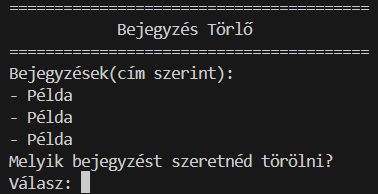 ========================================
Bejegyzés Törlő
========================================
Bejegyzések(cím szerint):
- Példa
- Példa
- Példa
Melyik bejegyzést szeretnéd törölni?
Válasz: